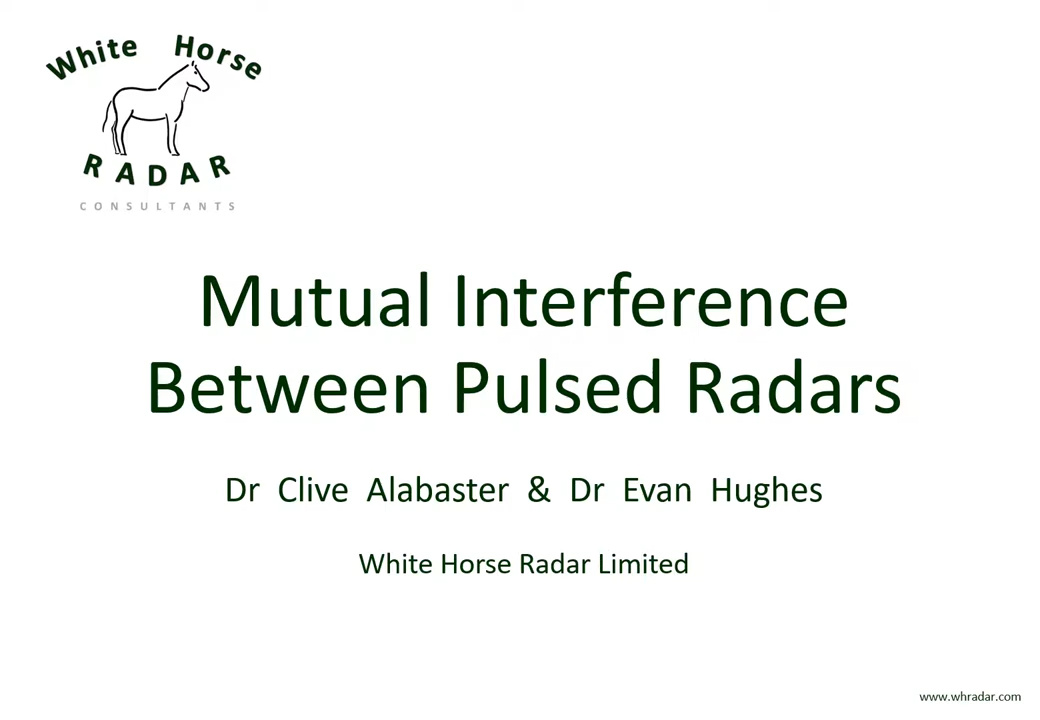 White Horse
RADAR
CONSULTANTS
Mutual Interference
Between Pulsed Radars
Dr Clive Alabaster & Dr Evan Hughes
White Horse Radar Limited
www.whradar.com